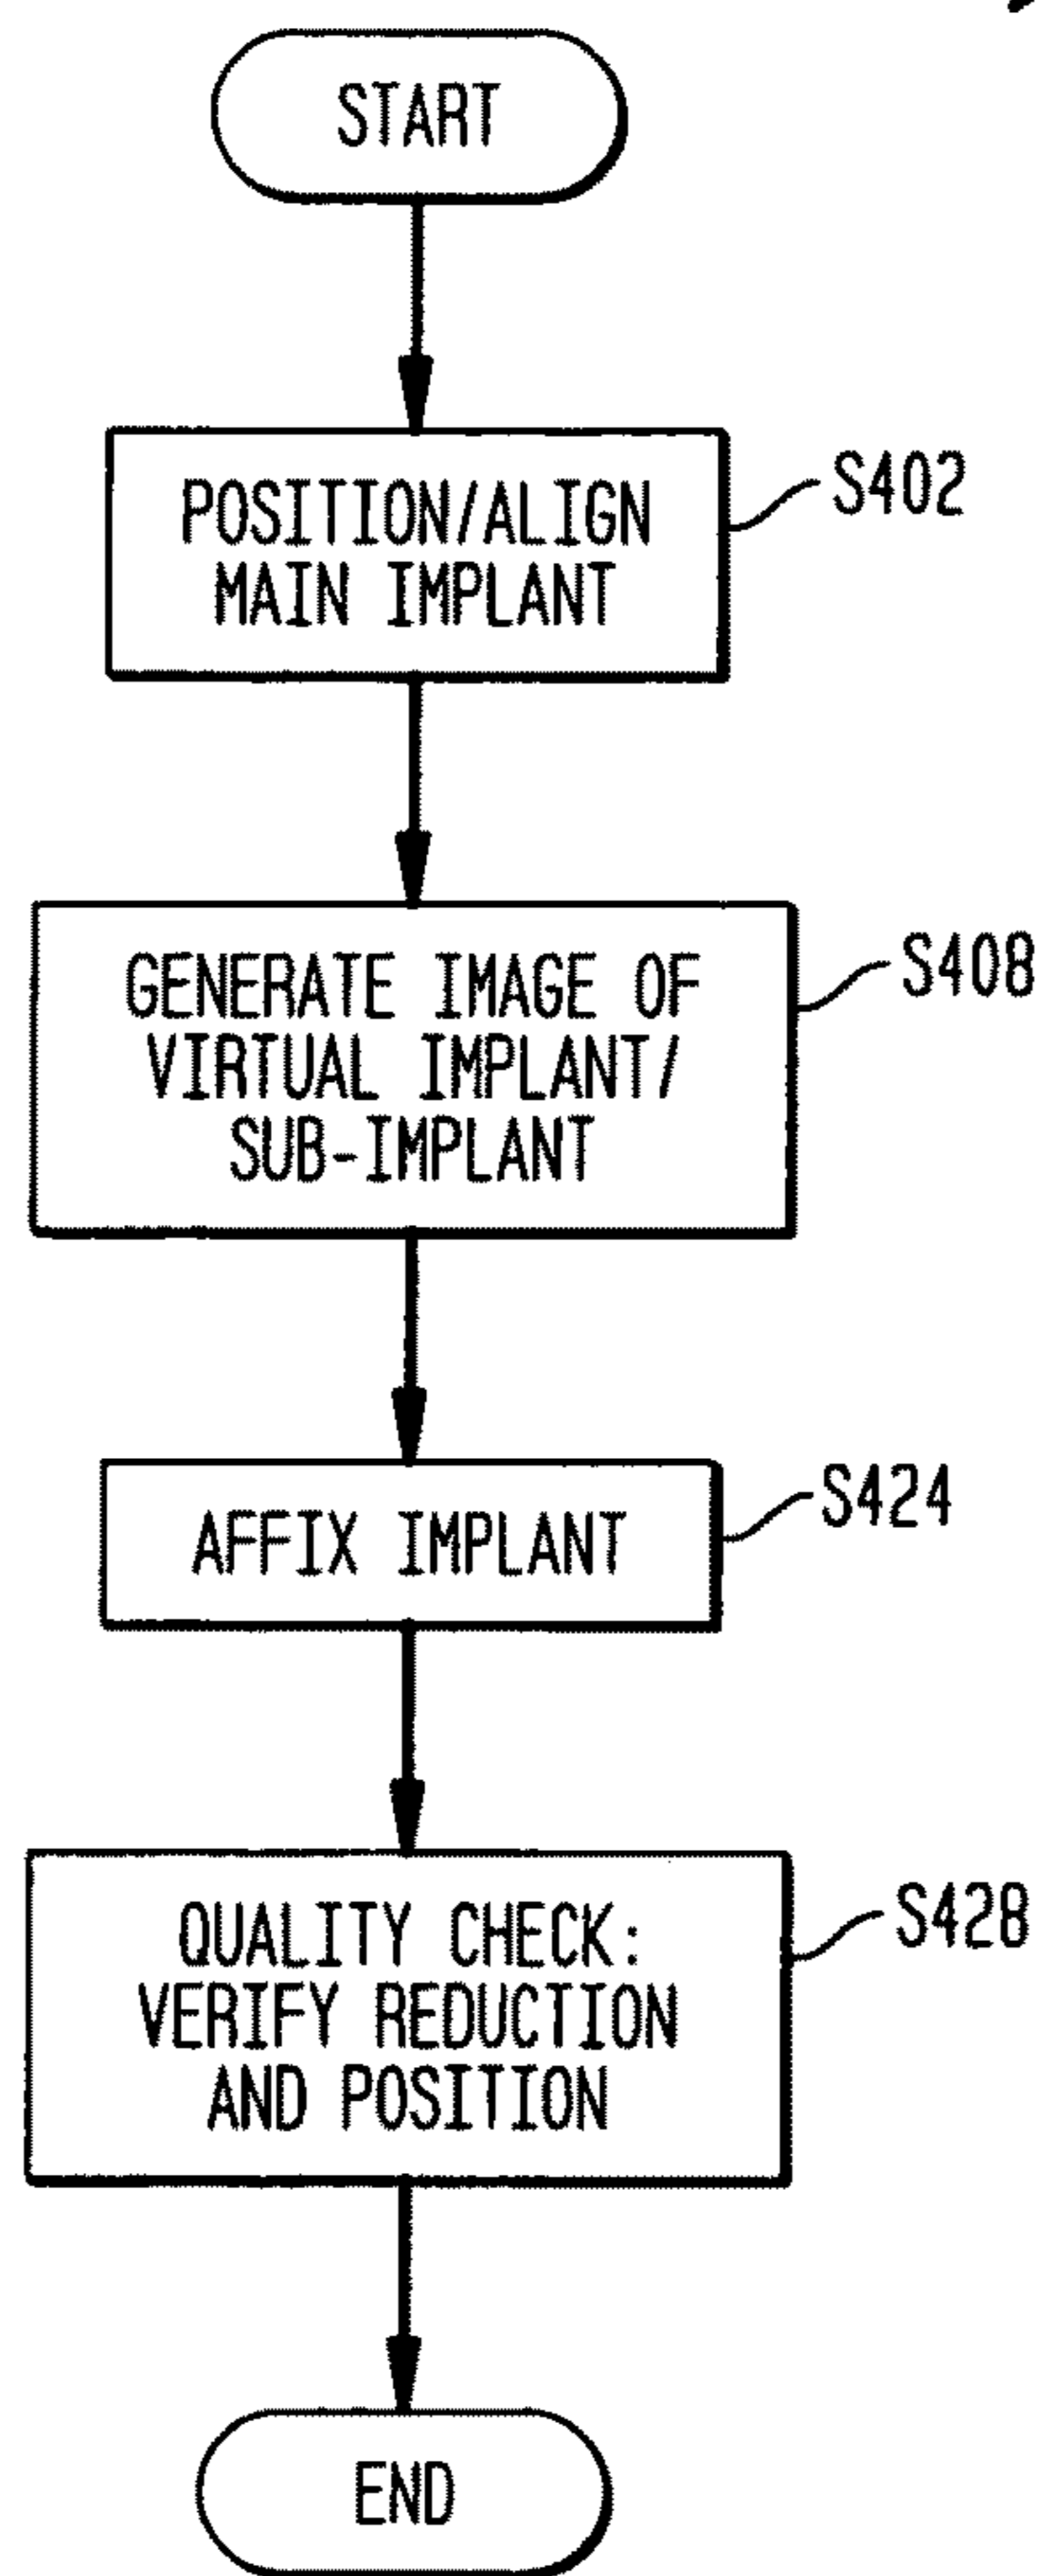 START
POSITION/ALIGN
MAIN IMPLANT
S402
GENERATE IMAGE OF
VIRTUAL IMPLANT/
SUB-IMPLANT
S408
AFFIX IMPLANT
S424
QUALITY CHECK:
VERIFY REDUCTION
AND POSITION
S428
END